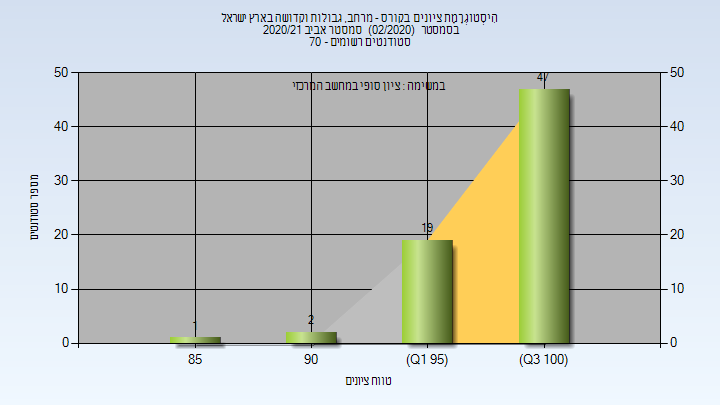 היסטוגרמת ציונים בקורס - מרחב, גבולות וקדושה בארץ ישראל
בסמסטר (02/2020) סמסטר אביב 2020/21
סטודנטים רשומים - 70
במשימה : ציון סופי במחשב המרכזי
50 50
40 40
30 30
20 20
10 10
0 0
1
2
19
47
מספר סטודנטים
85 90 (Q1 95) (Q3 100)
טווח ציונים